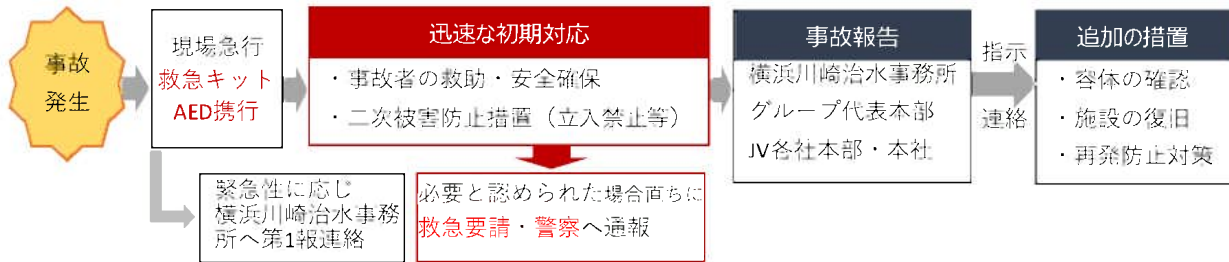 事故
発生
現場急行
救急キット
AED携行
緊急性に応じ
横浜川崎治水事務
所へ第1報連絡
迅速な初期対応
・事故者の救助・安全確保
・二次被害防止措置（立入禁止等）
必要と認められた場合直ちに
救急要請・警察へ通報
事故報告
横浜川崎治水事務所
グループ代表本部
JV各社本部・本社
指示
連絡
追加の措置
・容体の確認
・施設の復旧
・再発防止対策